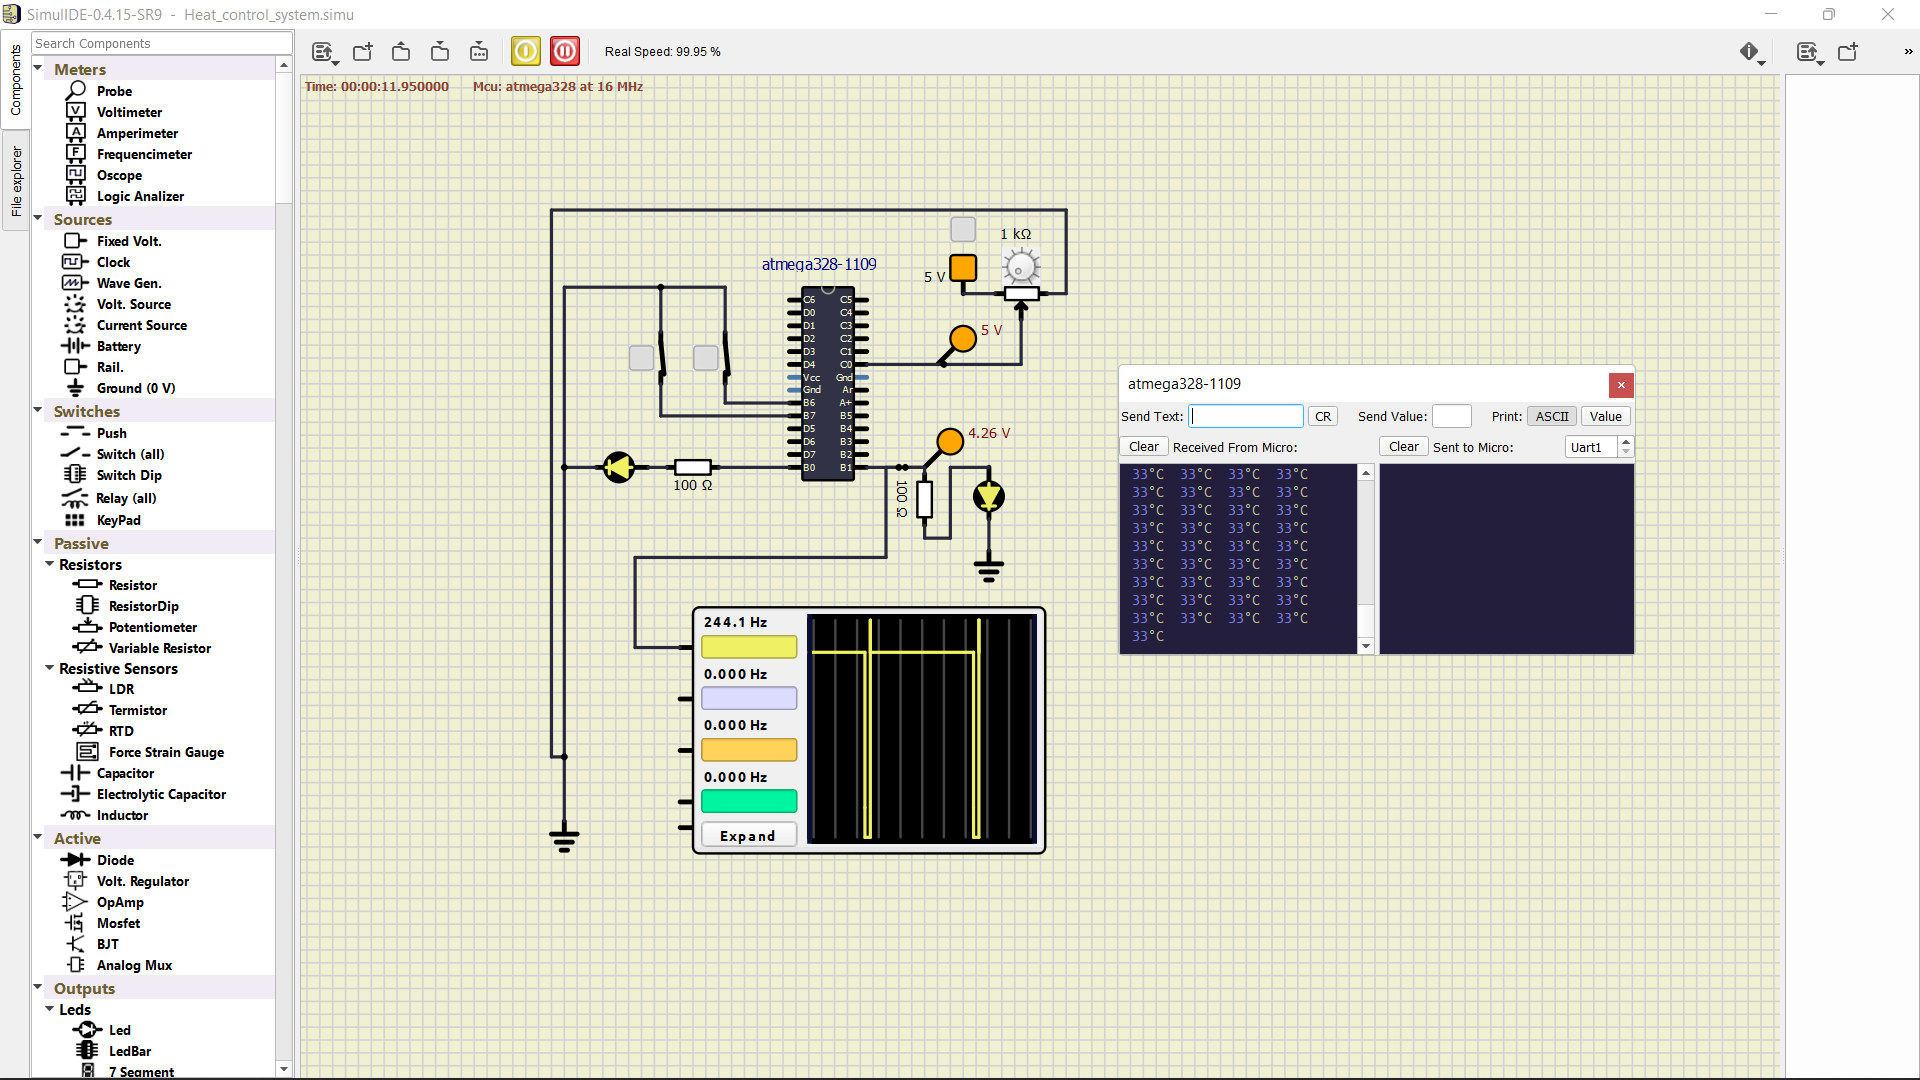 SimulIDE-0.4.15-SR9 - Heat_control_system.simu
Components
File explorer
Search Components
Meters
Probe
Voltimeter
Amperimeter
Frequencimeter
Oscope
Logic Analizer
Sources
Fixed Volt.
Clock
Wave Gen.
Volt. Source
Current Source
Battery
Rail.
Ground (0 V)
Switches
Push
Switch (all)
Switch Dip
Relay (all)
KeyPad
Passive
Resistors
Resistor
ResistorDip
Potentiometer
Variable Resistor
Resistive Sensors
LDR
Termistor
RTD
Force Strain Gauge
Capacitor
Electrolytic Capacitor
Inductor
Active
Diode
Volt. Regulator
OpAmp
Mosfet
BJT
Analog Mux
Outputs
Leds
Led
LedBar
7 Segment
Real Speed: 99.95 %
»
Time: 00:00:11.950000 Mcu: atmega328 at 16 MHz
1 kΩ
5 V
atmega328-1109
C6 C5
D0 C4
D1 C3
D2 C2
D3 C1
D4 C0
Vcc Gnd
Gnd Ar
B6 A+
B7 B5
D5 B4
D6 B3
D7 B2
B0 B1
5 V
4.26 V
100 Ω
100 Ω
244.1 Hz
0.000 Hz
0.000 Hz
0.000 Hz
Expand
atmega328-1109
Send Text: CR Send Value: Print: ASCII Value
Clear Received From Micro: Clear Sent to Micro: Uart1
33°C 33°C 33°C 33°C
33°C 33°C 33°C 33°C
33°C 33°C 33°C 33°C
33°C 33°C 33°C 33°C
33°C 33°C 33°C 33°C
33°C 33°C 33°C 33°C
33°C 33°C 33°C 33°C
33°C 33°C 33°C 33°C
33°C 33°C 33°C 33°C
33°C